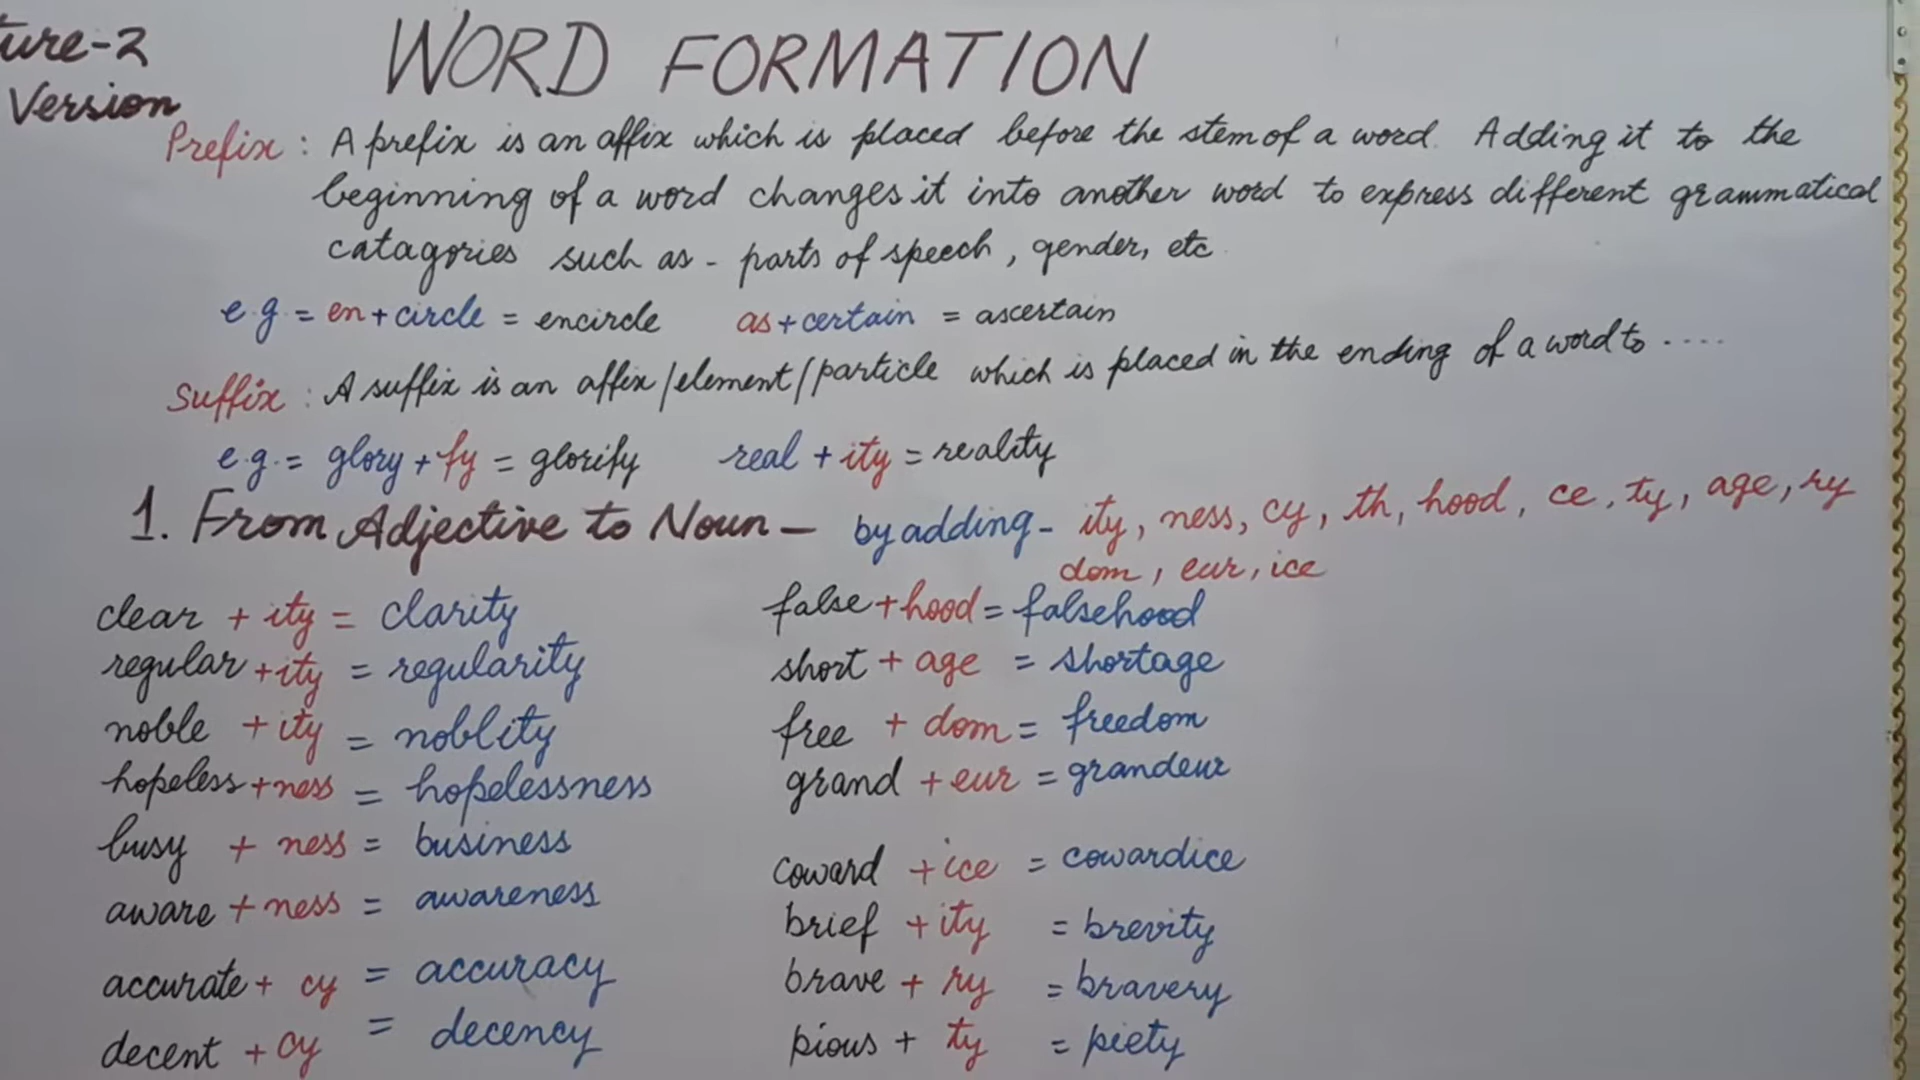 ture-2
Version
WORD FORMATION
Prefix : A prefix is an affix which is placed before the stem of a word. Adding it to the
beginning of a word changes it into another word to express different grammatical
catagories such as - parts of speech, gender, etc.
e.g = en + circle = encircle as + certain = ascertain
Suffix : A suffix is an affix/element/particle which is placed in the ending of a word to .....
e.g. = glory + fy = glorify real + ity = reality
1. From Adjective to Noun - by adding - ity, ness, cy, th, hood, ce, ty, age, ry
dom, eur, ice
clear + ity = clarity
regular + ity = regularity
noble + ity = noblity
hopeless + ness = hopelessness
busy + ness = business
aware + ness = awareness
accurate + cy = accuracy
decent + cy = decency
false + hood = falsehood
short + age = shortage
free + dom = freedom
grand + eur = grandeur
coward + ice = cowardice
brief + ity = brevity
brave + ry = bravery
pious + ty = piety